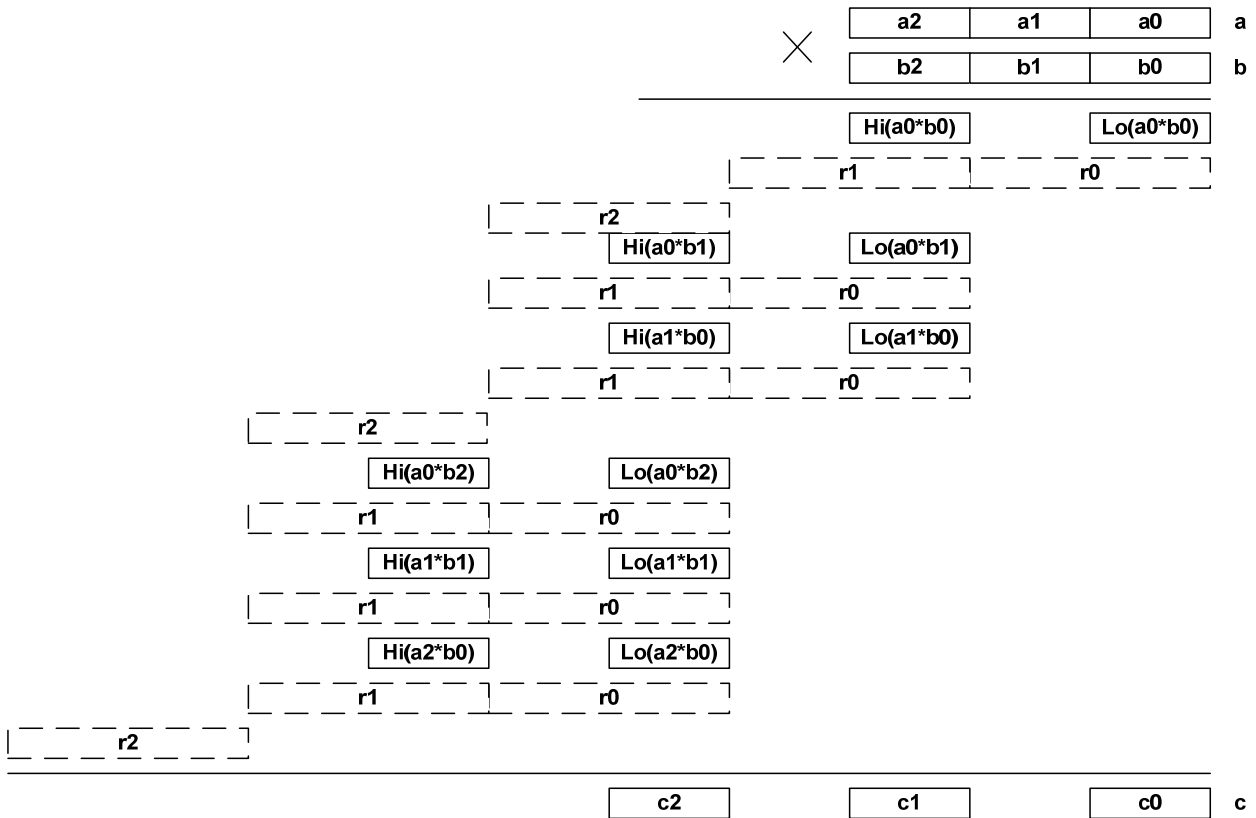 a2 a1 a0 a
b2 b1 b0 b
Hi(a0*b0) Lo(a0*b0)
r1 r0
r2
Hi(a0*b1) Lo(a0*b1)
r1 r0
Hi(a1*b0) Lo(a1*b0)
r1 r0
r2
Hi(a0*b2) Lo(a0*b2)
r1 r0
Hi(a1*b1) Lo(a1*b1)
r1 r0
Hi(a2*b0) Lo(a2*b0)
r1 r0
r2
c2 c1 c0 c